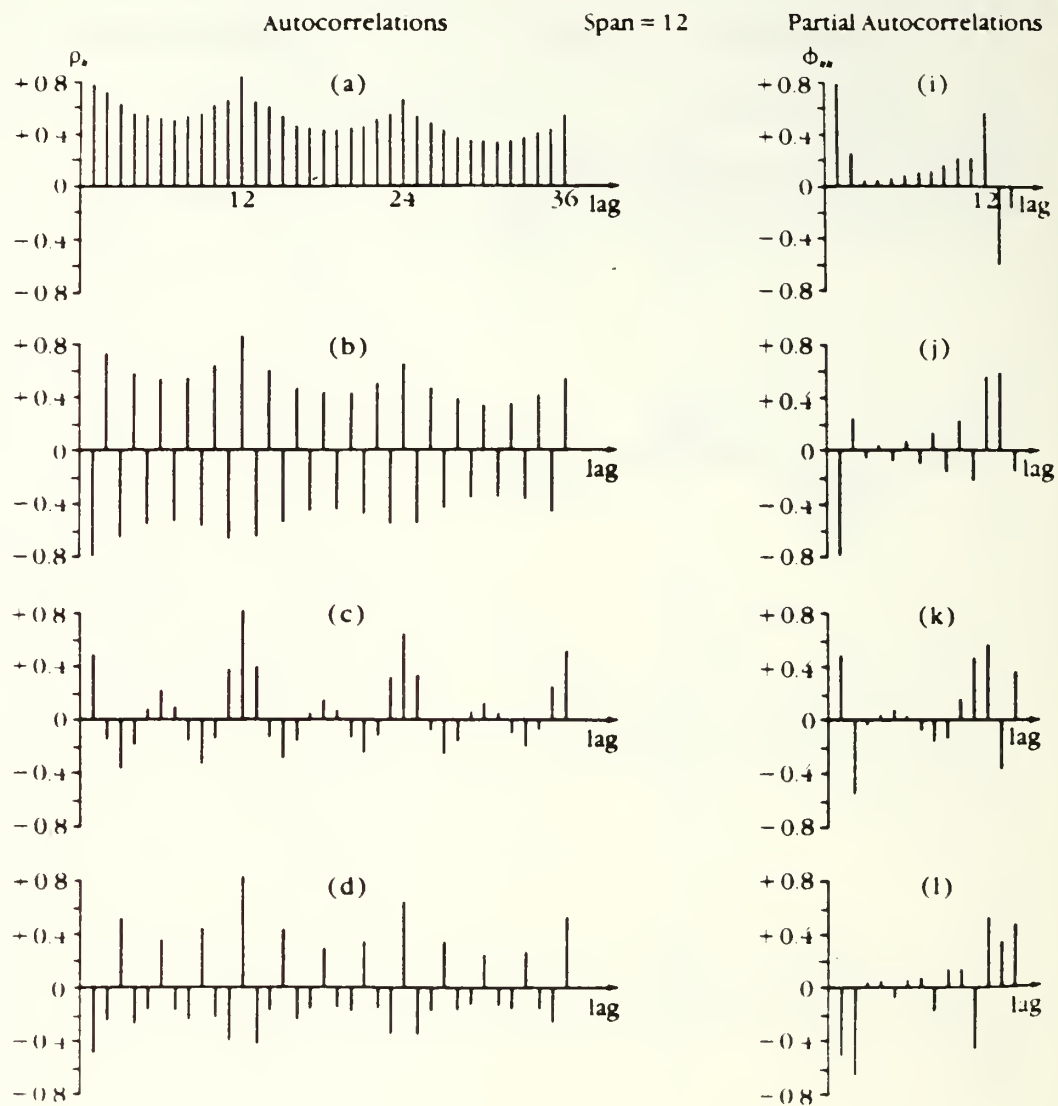 Autocorrelations Span = 12 Partial Autocorrelations
ρₖ (a) ϕₖₖ (i)
+0.8 +0.8
+0.4 +0.4
0 0
12 24 36 lag 12 lag
−0.4 −0.4
−0.8 −0.8
(b) (j)
+0.8 +0.8
+0.4 +0.4
0 0
lag lag
−0.4 −0.4
−0.8 −0.8
(c) (k)
+0.8 +0.8
+0.4 +0.4
0 0
lag lag
−0.4 −0.4
−0.8 −0.8
(d) (l)
+0.8 +0.8
+0.4 +0.4
0 0
lag lag
−0.4 −0.4
−0.8 −0.8